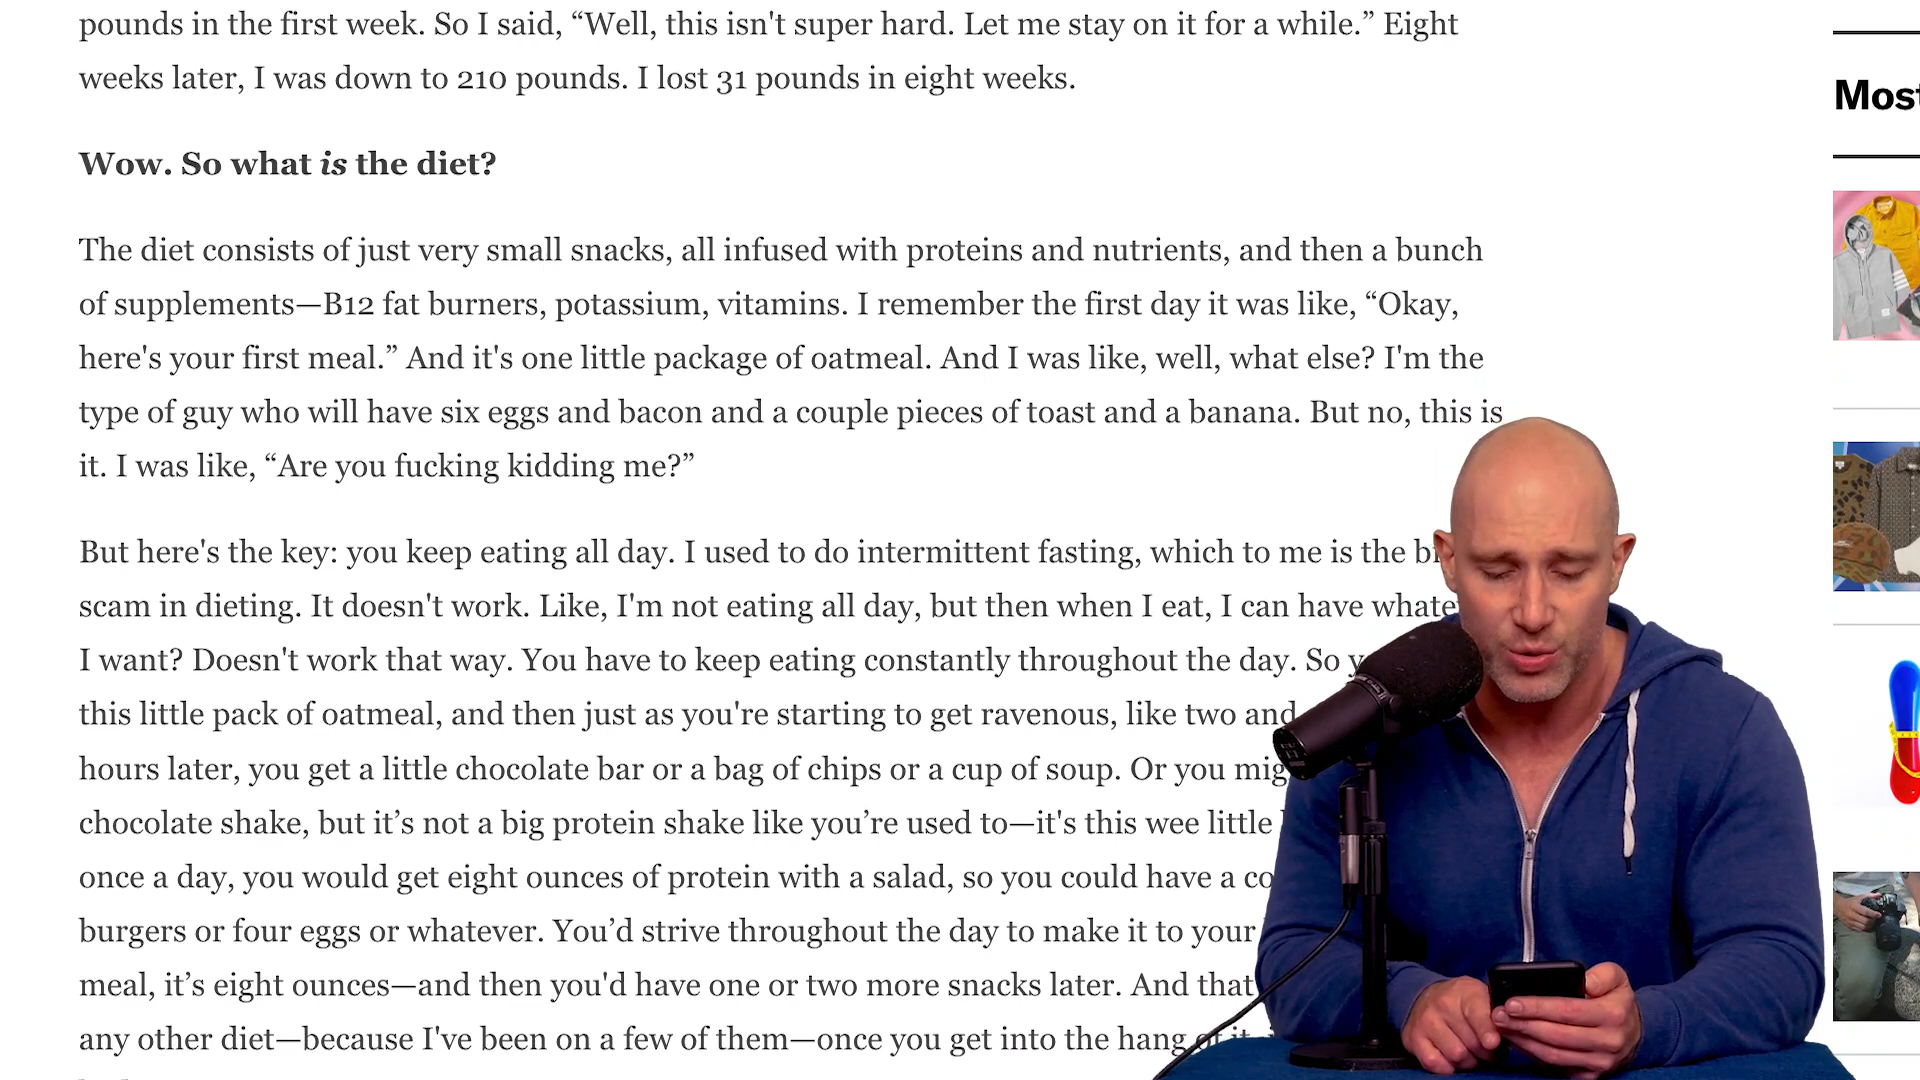 pounds in the first week. So I said, “Well, this isn't super hard. Let me stay on it for a while.” Eight
weeks later, I was down to 210 pounds. I lost 31 pounds in eight weeks.
Wow. So what is the diet?
The diet consists of just very small snacks, all infused with proteins and nutrients, and then a bunch
of supplements—B12 fat burners, potassium, vitamins. I remember the first day it was like, “Okay,
here's your first meal.” And it's one little package of oatmeal. And I was like, well, what else? I'm the
type of guy who will have six eggs and bacon and a couple pieces of toast and a banana. But no, this is
it. I was like, “Are you fucking kidding me?”
But here's the key: you keep eating all day. I used to do intermittent fasting, which to me is the
scam in dieting. It doesn't work. Like, I'm not eating all day, but then when I eat, I can have
I want? Doesn't work that way. You have to keep eating constantly throughout the day. So
this little pack of oatmeal, and then just as you're starting to get ravenous, like two and
hours later, you get a little chocolate bar or a bag of chips or a cup of soup. Or you
chocolate shake, but it’s not a big protein shake like you’re used to—it's this wee little
once a day, you would get eight ounces of protein with a salad, so you could have a
burgers or four eggs or whatever. You’d strive throughout the day to make it to your
meal, it’s eight ounces—and then you'd have one or two more snacks later. And that
any other diet—because I've been on a few of them—once you get into the hang of it,
Most